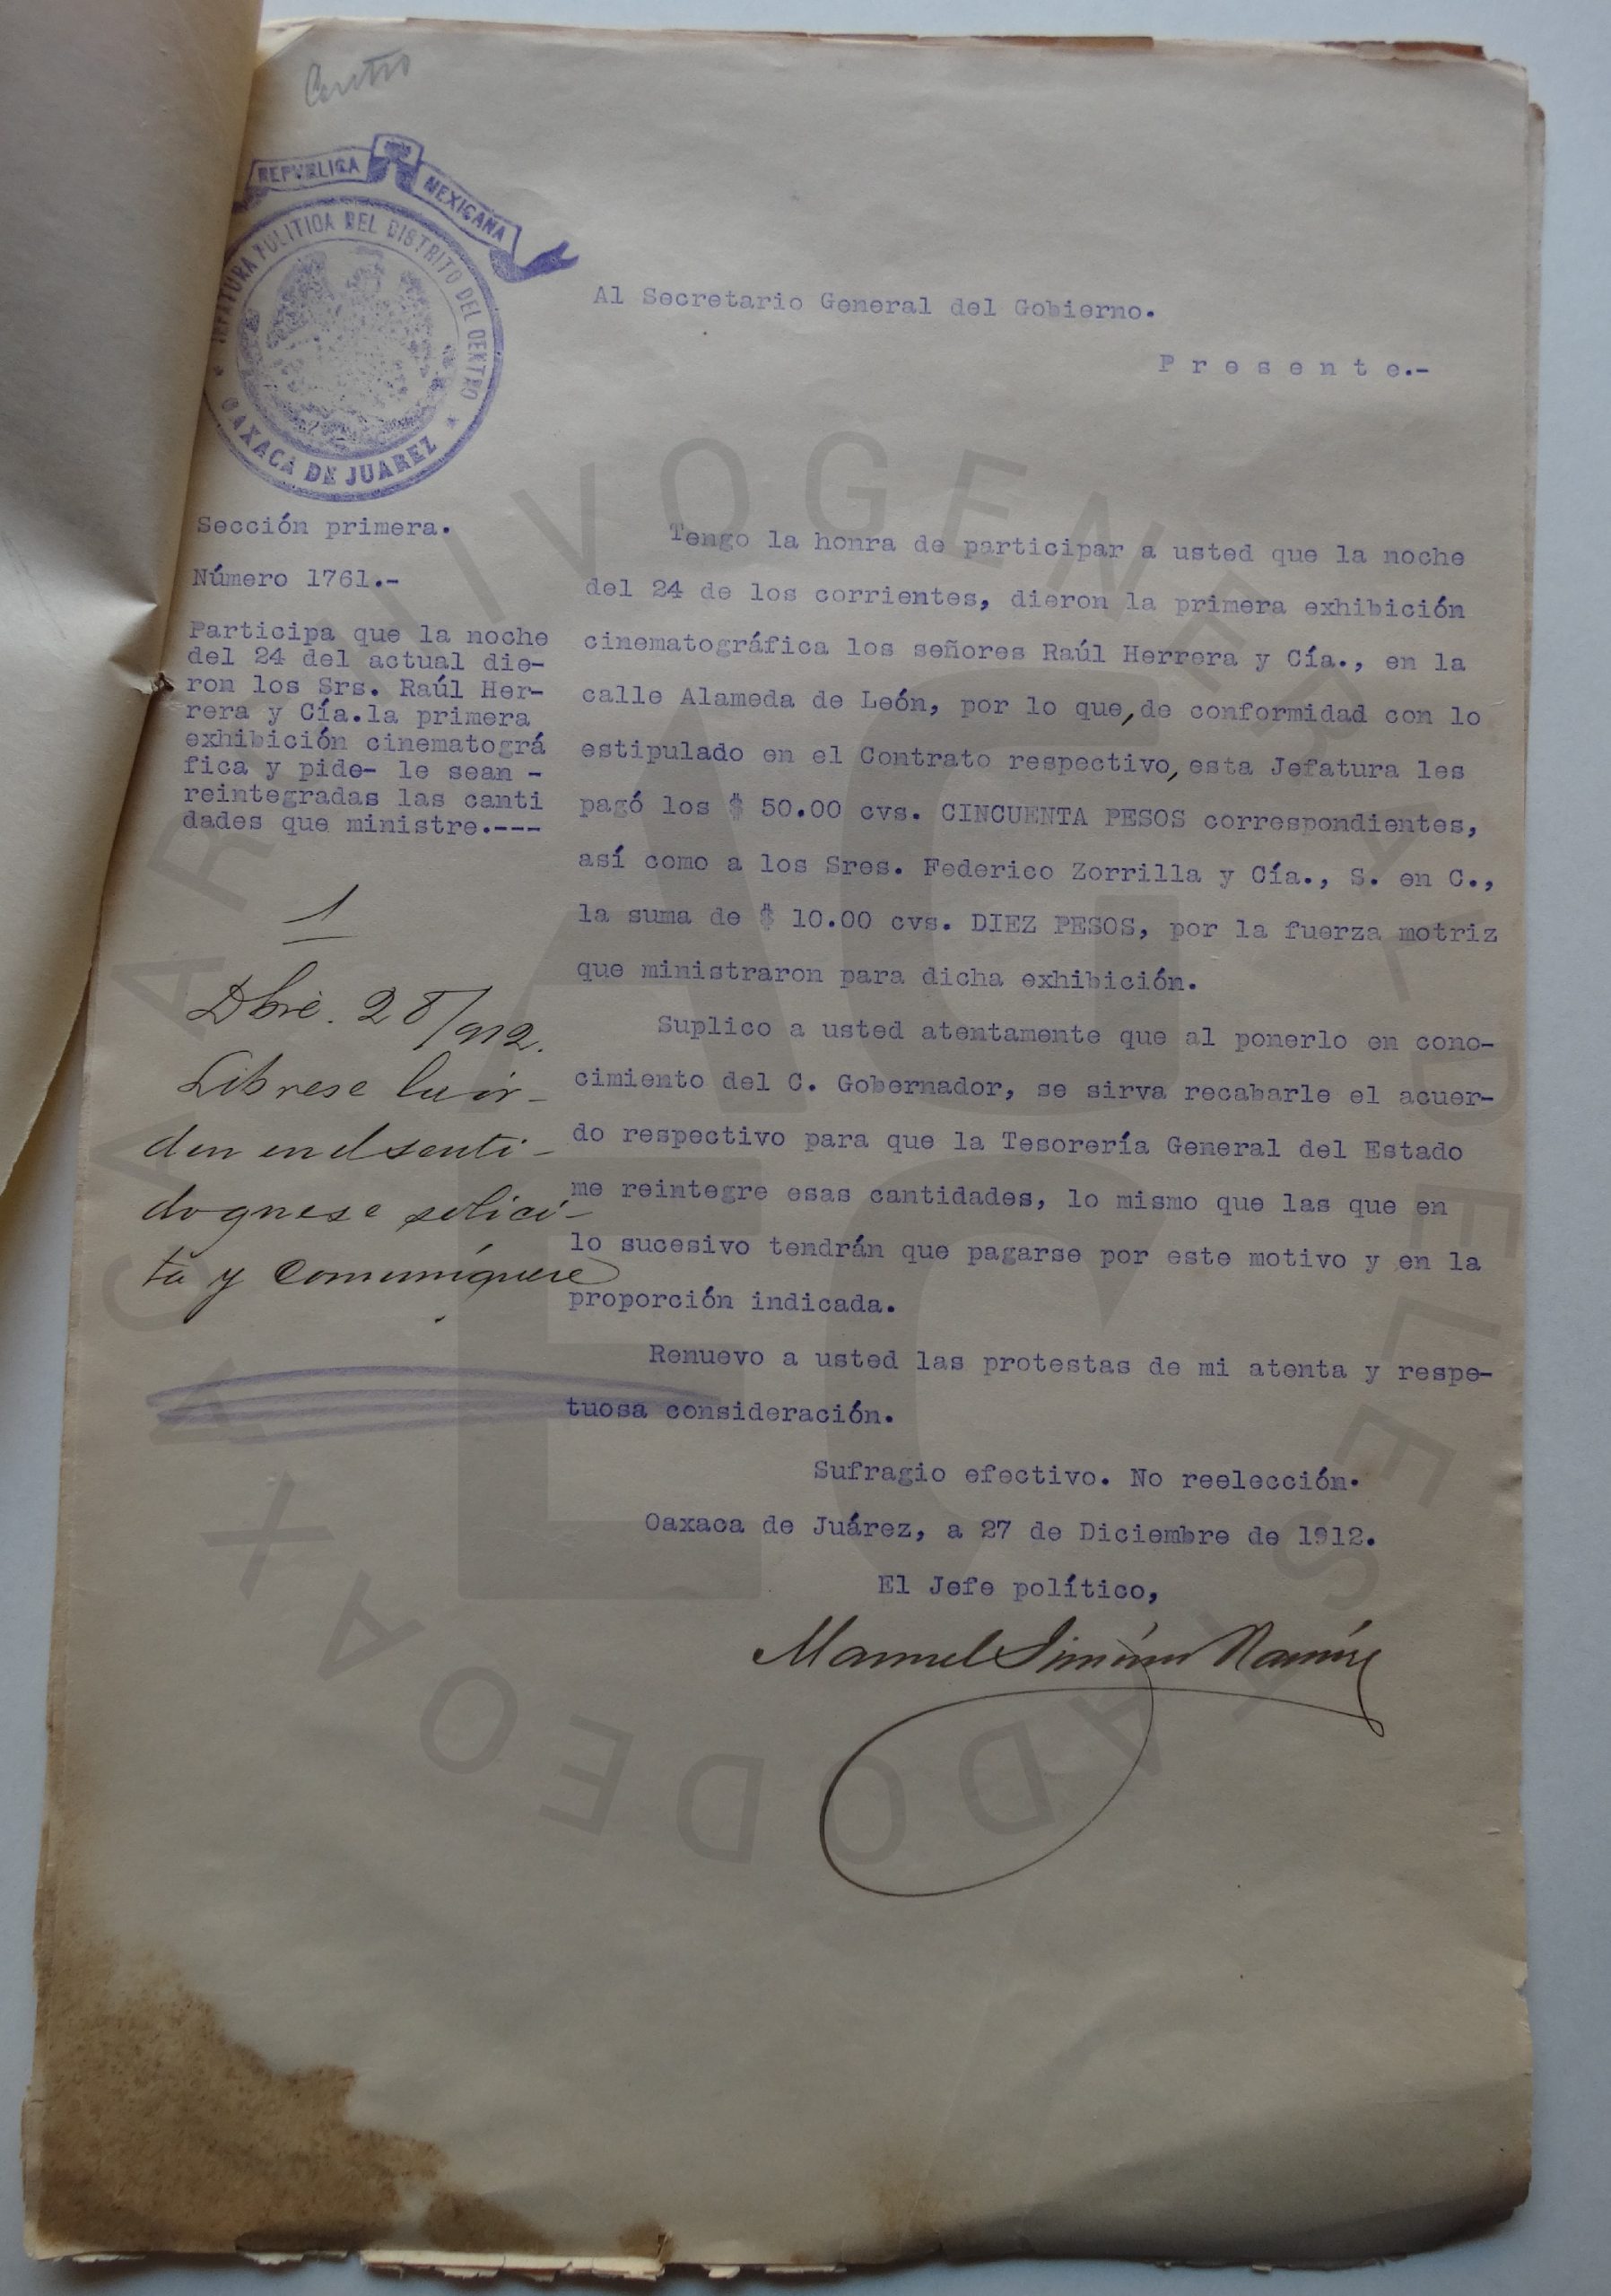 Centro
REPVBLICA MEXICANA
JEFATURA POLITICA DEL DISTRITO DEL CENTRO
OAXACA DE JUAREZ
Al Secretario General del Gobierno.
P r e s e n t e.-
Sección primera.
Número 1761.-
Participa que la noche
del 24 del actual die-
ron los Srs. Raúl Her-
rera y Cía.la primera
exhibición cinematográ
fica y pide- le sean -
reintegradas las canti
dades que ministre.---
1
Dbre. 28/912.
Líbrese la ór-
den en el senti-
do que se solici-
ta y comuníquese
Tengo la honra de participar a usted que la noche
del 24 de los corrientes, dieron la primera exhibición
cinematográfica los señores Raúl Herrera y Cía., en la
calle Alameda de León, por lo que, de conformidad con lo
estipulado en el Contrato respectivo, esta Jefatura les
pagó los $ 50.00 cvs. CINCUENTA PESOS correspondientes,
así como a los Sres. Federico Zorrilla y Cía., S. en C.,
la suma de $ 10.00 cvs. DIEZ PESOS, por la fuerza motriz
que ministraron para dicha exhibición.
Suplico a usted atentamente que al ponerlo en cono-
cimiento del C. Gobernador, se sirva recabarle el acuer-
do respectivo para que la Tesorería General del Estado
me reintegre esas cantidades, lo mismo que las que en
lo sucesivo tendrán que pagarse por este motivo y en la
proporción indicada.
Renuevo a usted las protestas de mi atenta y respe-
tuosa consideración.
Sufragio efectivo. No reelección.
Oaxaca de Juárez, a 27 de Diciembre de 1912.
El Jefe político,
Manuel Jiménez Ramírez
AGEO
ARCHIVO GENERAL DEL ESTADO DE OAXACA